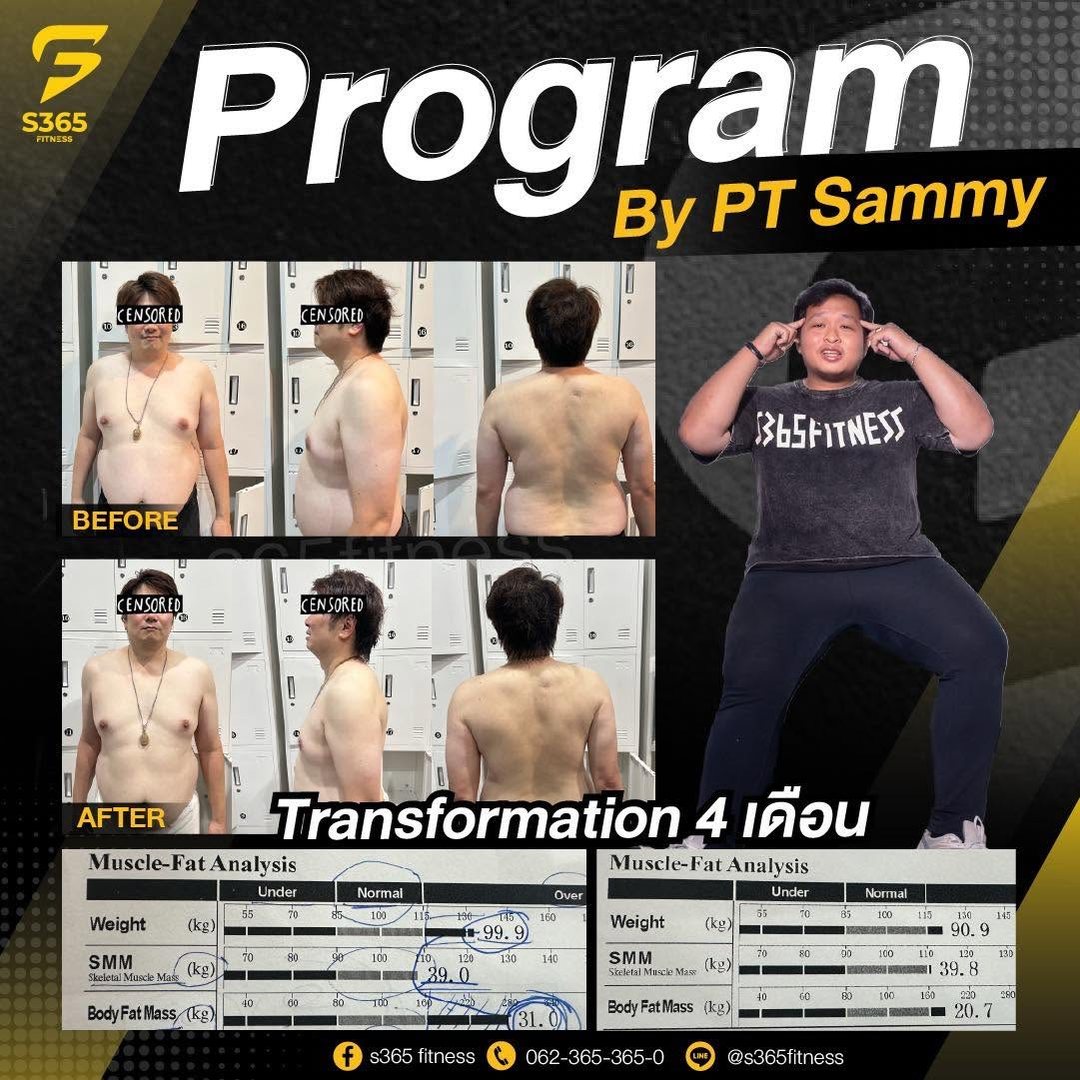 S365
FITNESS
Program
By PT Sammy
CENSORED
CENSORED
10
16
10
16
10
BEFORE
S365FITNESS
365fitness
CENSORED
CENSORED
AFTER
Transformation 4 เดือน
Muscle-Fat Analysis
Under Normal Over
Weight (kg) 55 70 85 100 115 130 145 160 99.9
SMM (kg) 70 80 90 100 110 120 130 140 39.0
Skeletal Muscle Mass
Body Fat Mass (kg) 40 60 80 100 160 220 280 31.0
Muscle-Fat Analysis
Under Normal
Weight (kg) 55 70 85 100 115 130 145 90.9
SMM (kg) 70 80 90 100 110 120 130 39.8
Skeletal Muscle Mass
Body Fat Mass (kg) 40 60 80 100 160 220 280 20.7
s365 fitness 062-365-365-0 LINE @s365fitness